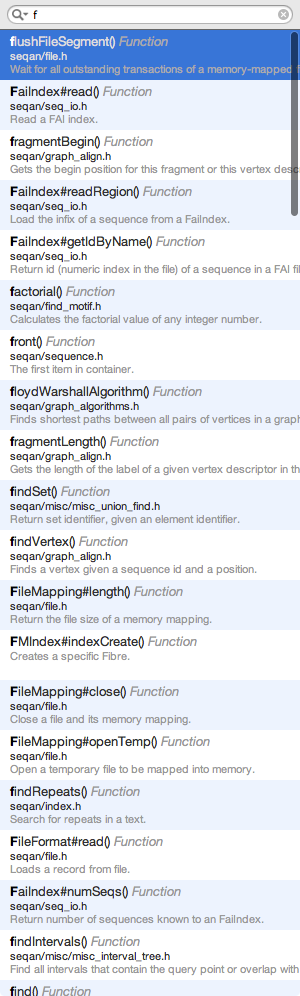 f
flushFileSegment() Function
seqan/file.h
Wait for all outstanding transactions of a memory-mapped f
FaiIndex#read() Function
seqan/seq_io.h
Read a FAI index.
fragmentBegin() Function
seqan/graph_align.h
Gets the begin position for this fragment or this vertex desc
FaiIndex#readRegion() Function
seqan/seq_io.h
Load the infix of a sequence from a FaiIndex.
FaiIndex#getIdByName() Function
seqan/seq_io.h
Return id (numeric index in the file) of a sequence in a FAI fi
factorial() Function
seqan/find_motif.h
Calculates the factorial value of any integer number.
front() Function
seqan/sequence.h
The first item in container.
floydWarshallAlgorithm() Function
seqan/graph_algorithms.h
Finds shortest paths between all pairs of vertices in a graph
fragmentLength() Function
seqan/graph_align.h
Gets the length of the label of a given vertex descriptor in th
findSet() Function
seqan/misc/misc_union_find.h
Return set identifier, given an element identifier.
findVertex() Function
seqan/graph_align.h
Finds a vertex given a sequence id and a position.
FileMapping#length() Function
seqan/file.h
Return the file size of a memory mapping.
FMIndex#indexCreate() Function
Creates a specific Fibre.
FileMapping#close() Function
seqan/file.h
Close a file and its memory mapping.
FileMapping#openTemp() Function
seqan/file.h
Open a temporary file to be mapped into memory.
findRepeats() Function
seqan/index.h
Search for repeats in a text.
FileFormat#read() Function
seqan/file.h
Loads a record from file.
FaiIndex#numSeqs() Function
seqan/seq_io.h
Return number of sequences known to an FaiIndex.
findIntervals() Function
seqan/misc/misc_interval_tree.h
Find all intervals that contain the query point or overlap with
find() Function